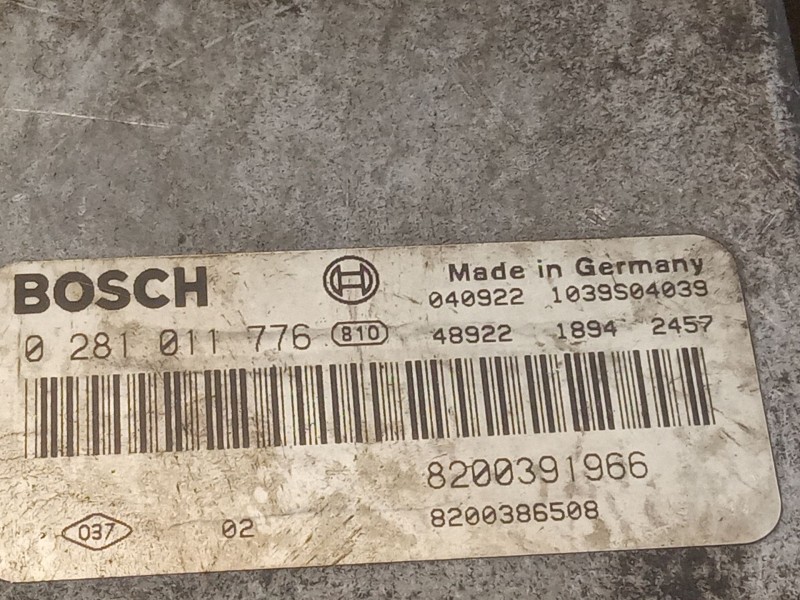 BOSCH
Made in Germany
040922 1039S04039
0 281 011 776 810 48922 1894 2457
8200391966
037 02 8200386508